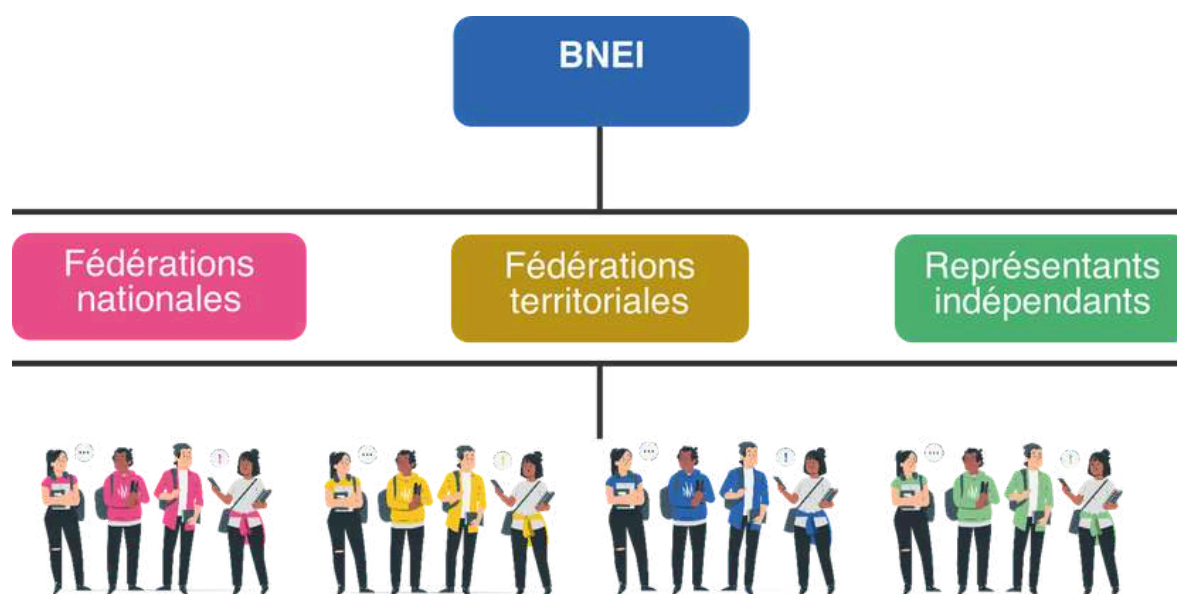 BNEI
Fédérations
nationales
Fédérations
territoriales
Représentants
indépendants